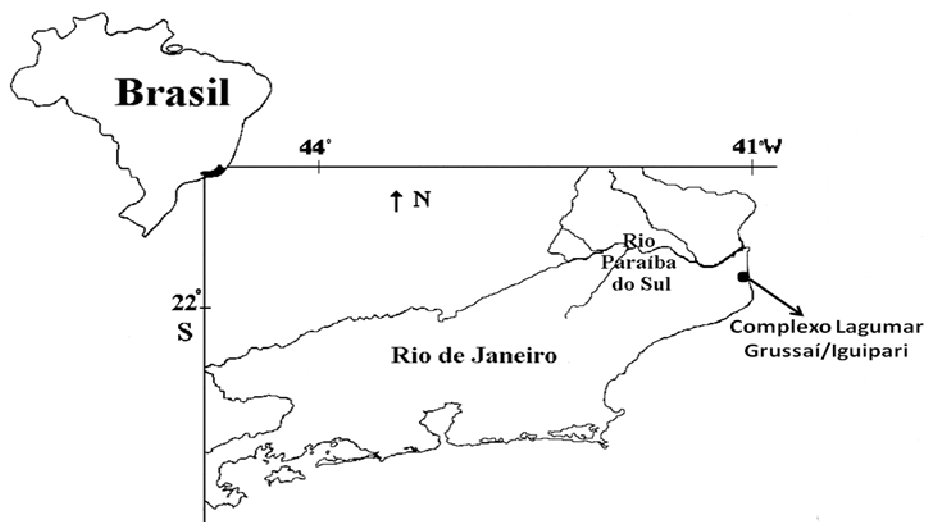 Brasil
44°
41°W
↑ N
Rio
Paraíba
do Sul
22°
S
Complexo Lagumar
Grussaí/Iguipari
Rio de Janeiro